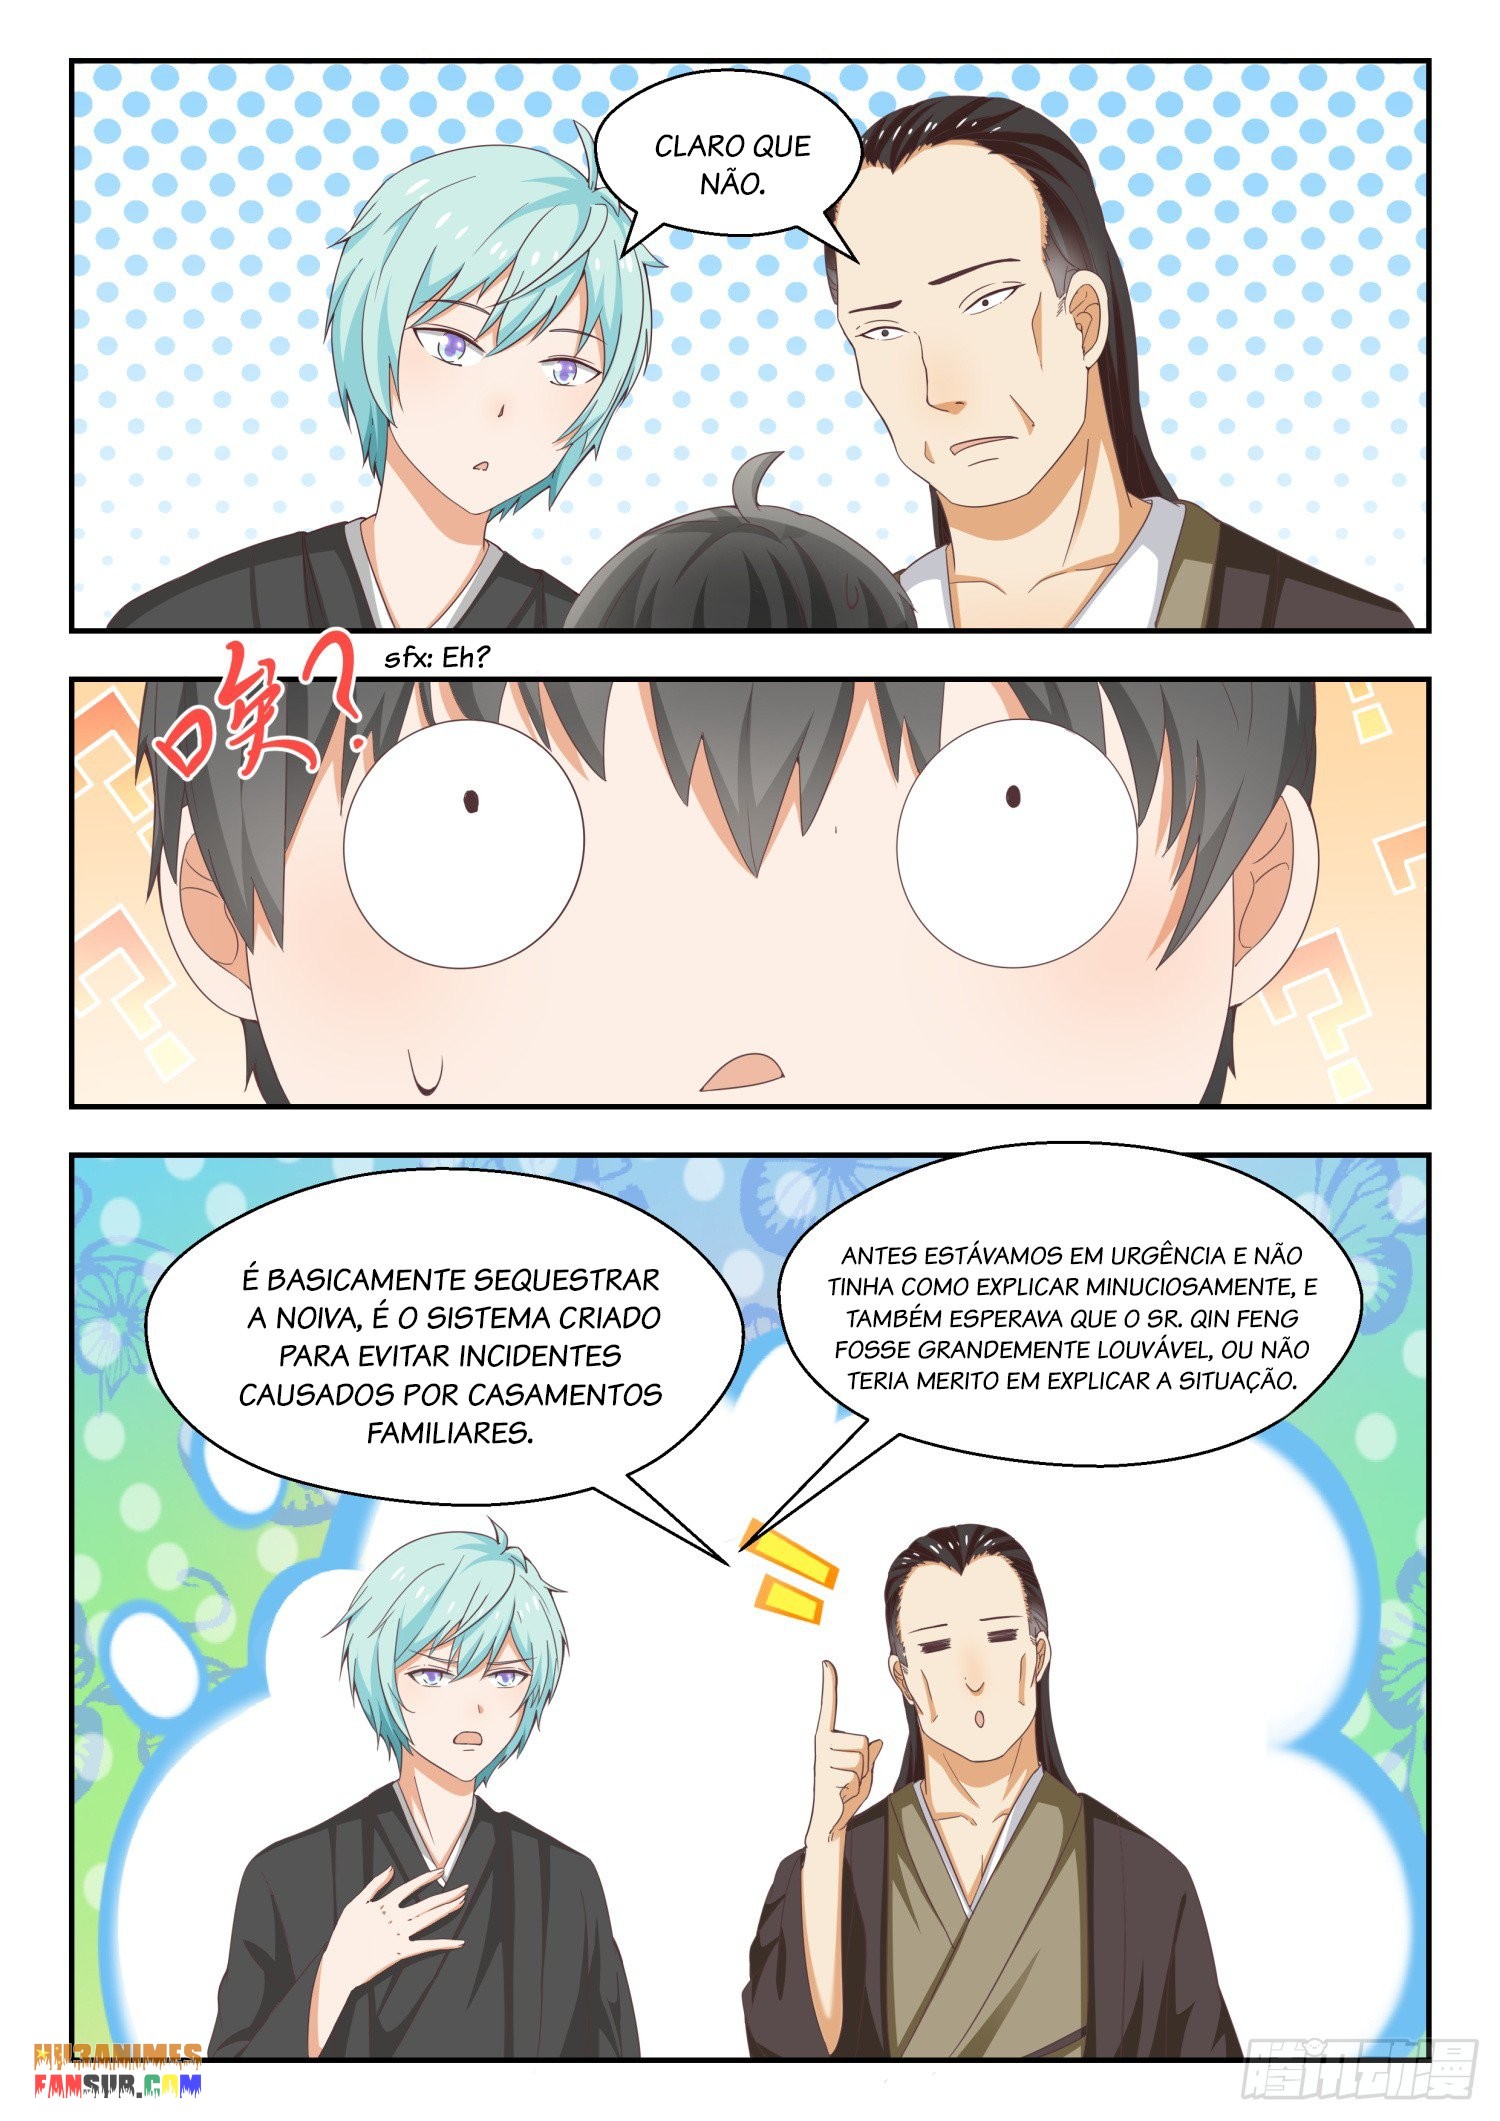 CLARO QUE
NÃO.
唉?
sfx: Eh?
É BASICAMENTE SEQUESTRAR
A NOIVA, É O SISTEMA CRIADO
PARA EVITAR INCIDENTES
CAUSADOS POR CASAMENTOS
FAMILIARES.
ANTES ESTÁVAMOS EM URGÊNCIA E NÃO
TINHA COMO EXPLICAR MINUCIOSAMENTE, E
TAMBÉM ESPERAVA QUE O SR. QIN FENG
FOSSE GRANDEMENTE LOUVÁVEL, OU NÃO
TERIA MERITO EM EXPLICAR A SITUAÇÃO.
HU3ANIMES
FANSUB.COM
腾讯动漫